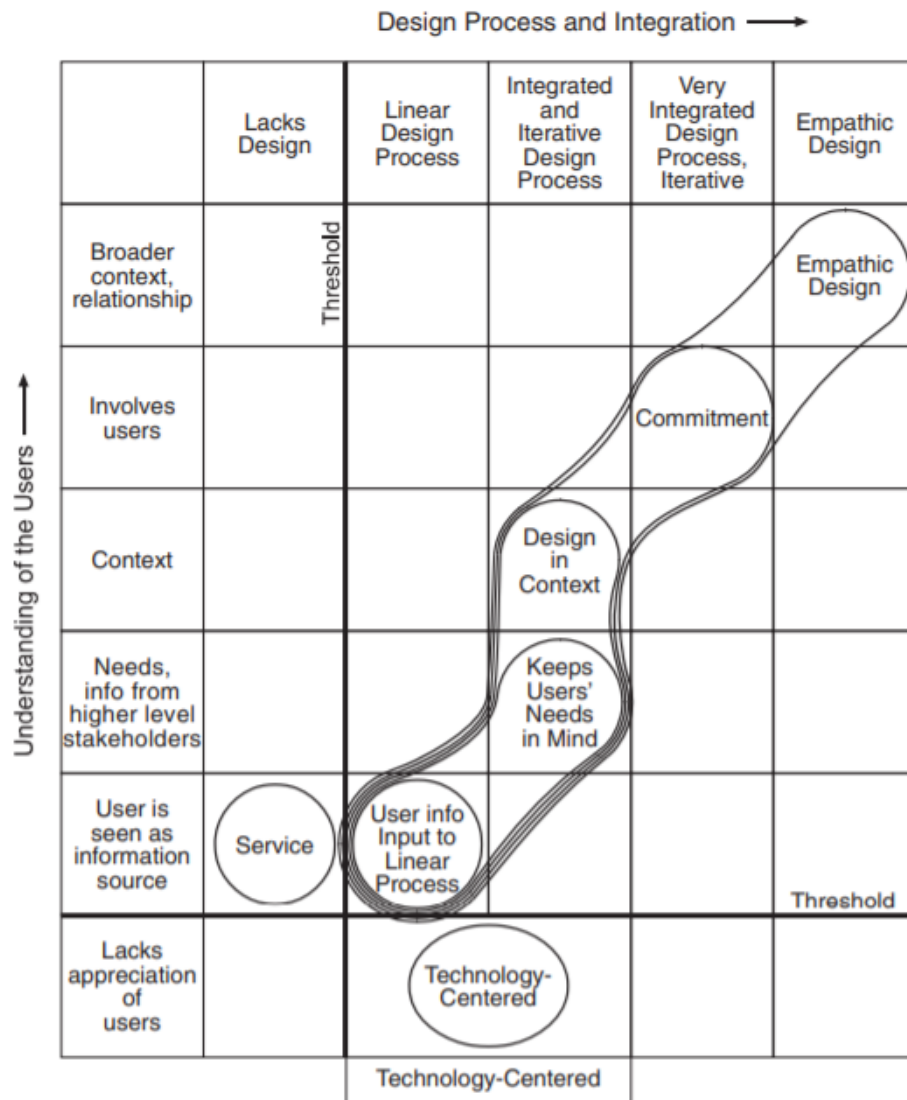 Design Process and Integration
Lacks
Design
Linear
Design
Process
Integrated
and
Iterative
Design
Process
Very
Integrated
Design
Process,
Iterative
Empathic
Design
Understanding of the Users
Broader
context,
relationship
Threshold
Empathic
Design
Involves
users
Commitment
Context
Design
in
Context
Needs,
info from
higher level
stakeholders
Keeps
Users'
Needs
in Mind
User is
seen as
information
source
Service
User info
Input to
Linear
Process
Threshold
Lacks
appreciation
of
users
Technology-
Centered
Technology-Centered